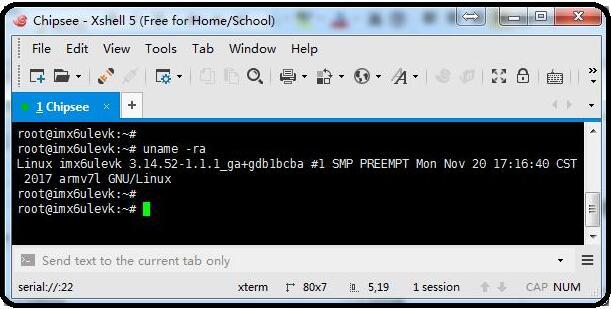 Chipsee - Xshell 5 (Free for Home/School)
File Edit View Tools Tab Window Help
1 Chipsee
root@imx6ulevk:~#
root@imx6ulevk:~# uname -ra
Linux imx6ulevk 3.14.52-1.1.1_ga+gdb1bcba #1 SMP PREEMPT Mon Nov 20 17:16:40 CST
2017 armv7l GNU/Linux
root@imx6ulevk:~#
root@imx6ulevk:~#
Send text to the current tab only
serial://:22 xterm 80x7 5,19 1 session CAP NUM